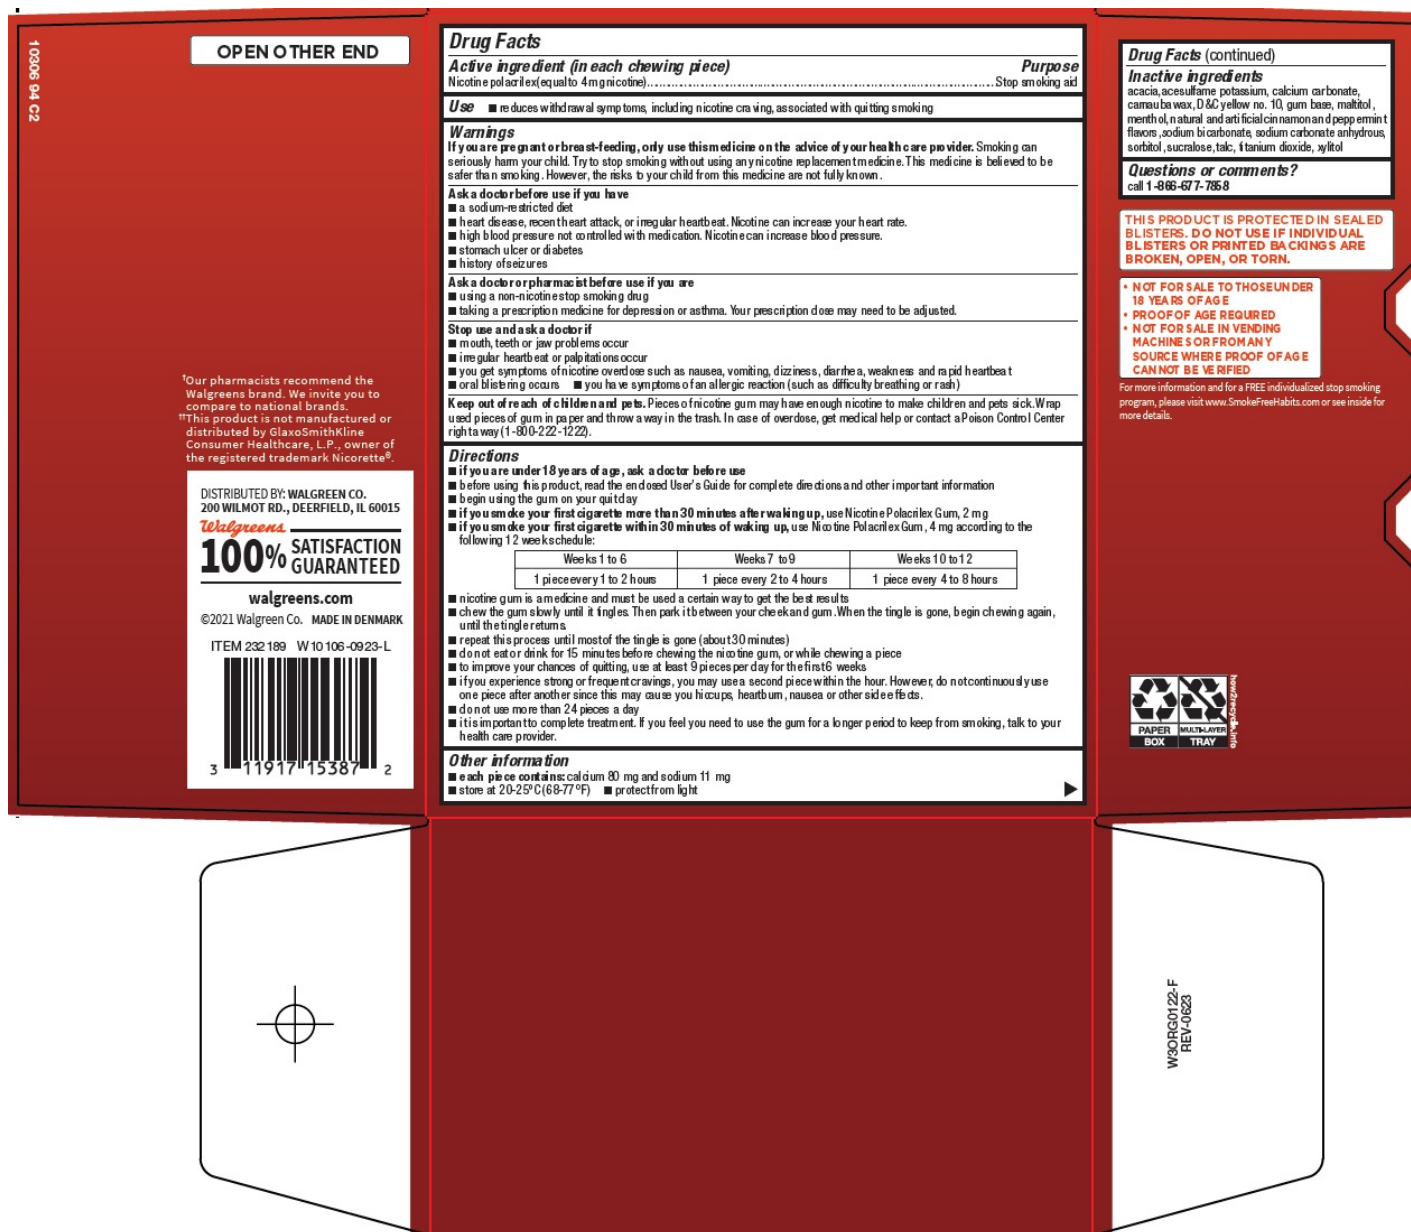 10306 94 C2
OPEN OTHER END
†Our pharmacists recommend the
Walgreens brand. We invite you to
compare to national brands.
††This product is not manufactured or
distributed by GlaxoSmithKline
Consumer Healthcare, L.P., owner of
the registered trademark Nicorette®.
DISTRIBUTED BY: WALGREEN CO.
200 WILMOT RD., DEERFIELD, IL 60015
Walgreens
100% SATISFACTION
GUARANTEED
walgreens.com
©2021 Walgreen Co. MADE IN DENMARK
ITEM 232189 W10106-0923-L
3 11917 15387 2
Drug Facts
Active ingredient (in each chewing piece) Purpose
Nicotine polacrilex (equal to 4 mg nicotine)........Stop smoking aid
Use ■ reduces withdrawal symptoms, including nicotine craving, associated with quitting smoking
Warnings
If you are pregnant or breast-feeding, only use this medicine on the advice of your health care provider. Smoking can
seriously harm your child. Try to stop smoking without using any nicotine replacement medicine. This medicine is believed to be
safer than smoking. However, the risks to your child from this medicine are not fully known.
Ask a doctor before use if you have
■ a sodium-restricted diet
■ heart disease, recent heart attack, or irregular heartbeat. Nicotine can increase your heart rate.
■ high blood pressure not controlled with medication. Nicotine can increase blood pressure.
■ stomach ulcer or diabetes
■ history of seizures
Ask a doctor or pharmacist before use if you are
■ using a non-nicotine stop smoking drug
■ taking a prescription medicine for depression or asthma. Your prescription dose may need to be adjusted.
Stop use and ask a doctor if
■ mouth, teeth or jaw problems occur
■ irregular heartbeat or palpitations occur
■ you get symptoms of nicotine overdose such as nausea, vomiting, dizziness, diarrhea, weakness and rapid heartbeat
■ oral blistering occurs ■ you have symptoms of an allergic reaction (such as difficulty breathing or rash)
Keep out of reach of children and pets. Pieces of nicotine gum may have enough nicotine to make children and pets sick. Wrap
used pieces of gum in paper and throw away in the trash. In case of overdose, get medical help or contact a Poison Control Center
right away (1-800-222-1222).
Directions
■ if you are under 18 years of age, ask a doctor before use
■ before using this product, read the enclosed User's Guide for complete directions and other important information
■ begin using the gum on your quit day
■ if you smoke your first cigarette more than 30 minutes after waking up, use Nicotine Polacrilex Gum, 2 mg
■ if you smoke your first cigarette within 30 minutes of waking up, use Nicotine Polacrilex Gum, 4 mg according to the
following 12 week schedule:
Weeks 1 to 6 Weeks 7 to 9 Weeks 10 to 12
1 piece every 1 to 2 hours 1 piece every 2 to 4 hours 1 piece every 4 to 8 hours
■ nicotine gum is a medicine and must be used a certain way to get the best results
■ chew the gum slowly until it tingles. Then park it between your cheek and gum. When the tingle is gone, begin chewing again,
until the tingle returns.
■ repeat this process until most of the tingle is gone (about 30 minutes)
■ do not eat or drink for 15 minutes before chewing the nicotine gum, or while chewing a piece
■ to improve your chances of quitting, use at least 9 pieces per day for the first 6 weeks
■ if you experience strong or frequent cravings, you may use a second piece within the hour. However, do not continuously use
one piece after another since this may cause you hiccups, heartburn, nausea or other side effects.
■ do not use more than 24 pieces a day
■ it is important to complete treatment. If you feel you need to use the gum for a longer period to keep from smoking, talk to your
health care provider.
Other information
■ each piece contains: calcium 80 mg and sodium 11 mg
■ store at 20-25°C (68-77°F) ■ protect from light
Drug Facts (continued)
Inactive ingredients
acacia, acesulfame potassium, calcium carbonate,
carnauba wax, D&C yellow no. 10, gum base, maltitol,
menthol, natural and artificial cinnamon and peppermint
flavors, sodium bicarbonate, sodium carbonate anhydrous,
sorbitol, sucralose, talc, titanium dioxide, xylitol
Questions or comments?
call 1-866-677-7858
THIS PRODUCT IS PROTECTED IN SEALED
BLISTERS. DO NOT USE IF INDIVIDUAL
BLISTERS OR PRINTED BACKINGS ARE
BROKEN, OPEN, OR TORN.
• NOT FOR SALE TO THOSE UNDER
18 YEARS OF AGE
• PROOF OF AGE REQUIRED
• NOT FOR SALE IN VENDING
MACHINES OR FROM ANY
SOURCE WHERE PROOF OF AGE
CANNOT BE VERIFIED
For more information and for a FREE individualized stop smoking
program, please visit www.SmokeFreeHabits.com or see inside for
more details.
PAPER MULTI-LAYER
BOX TRAY
how2recycle.info
W3ORG0122-F
REV-0623